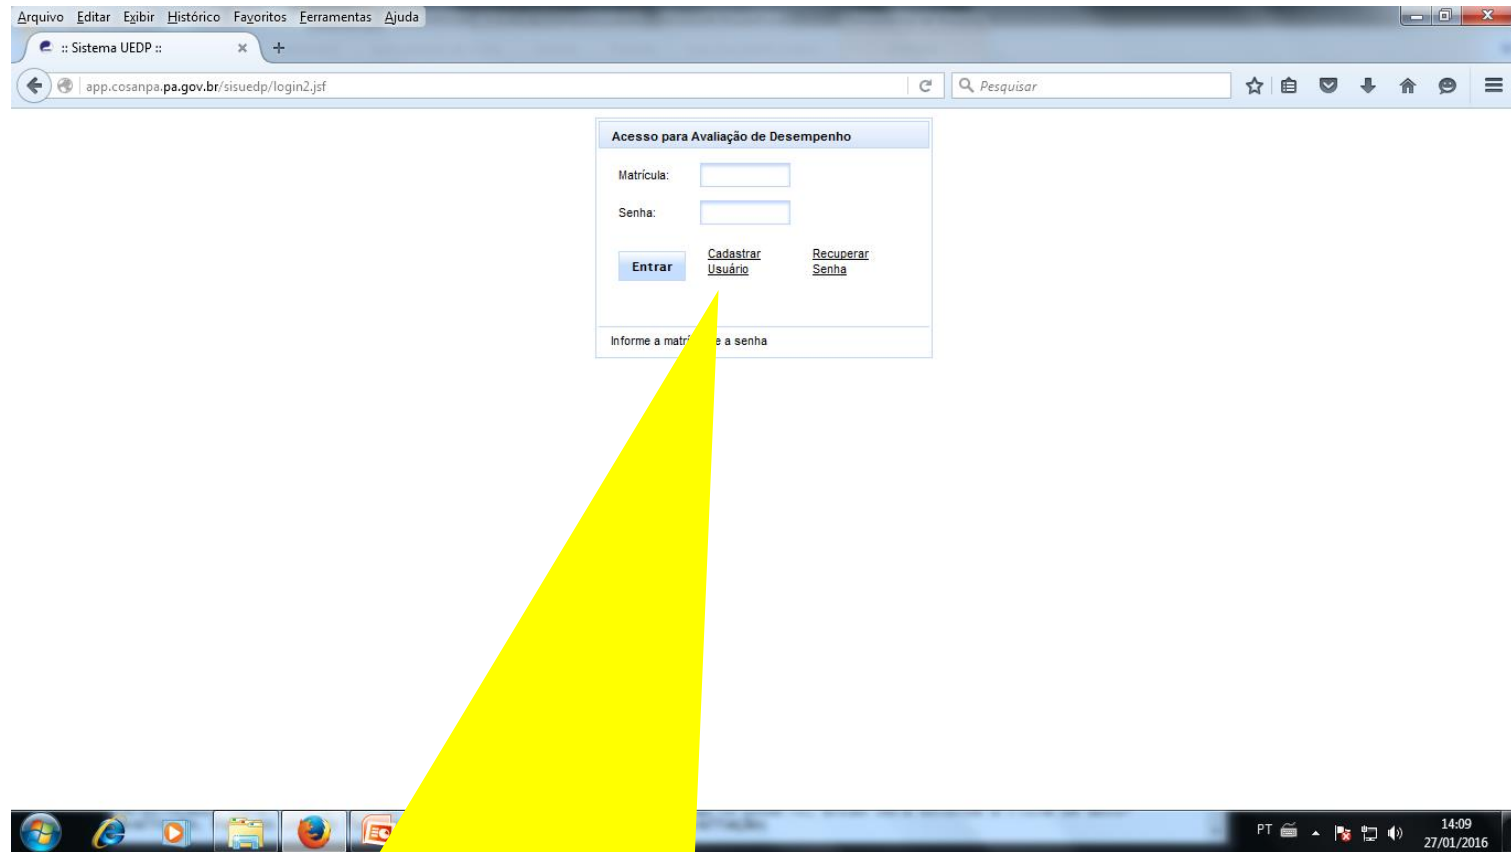 Arquivo Editar Exibir Histórico Favoritos Ferramentas Ajuda
:: Sistema UEDP ::
app.cosanpa.pa.gov.br/sisuedp/login2.jsf
Pesquisar
Acesso para Avaliação de Desempenho
Matrícula:
Senha:
Entrar
Cadastrar
Usuário
Recuperar
Senha
Informe a e a senha
PT
14:09
27/01/2016